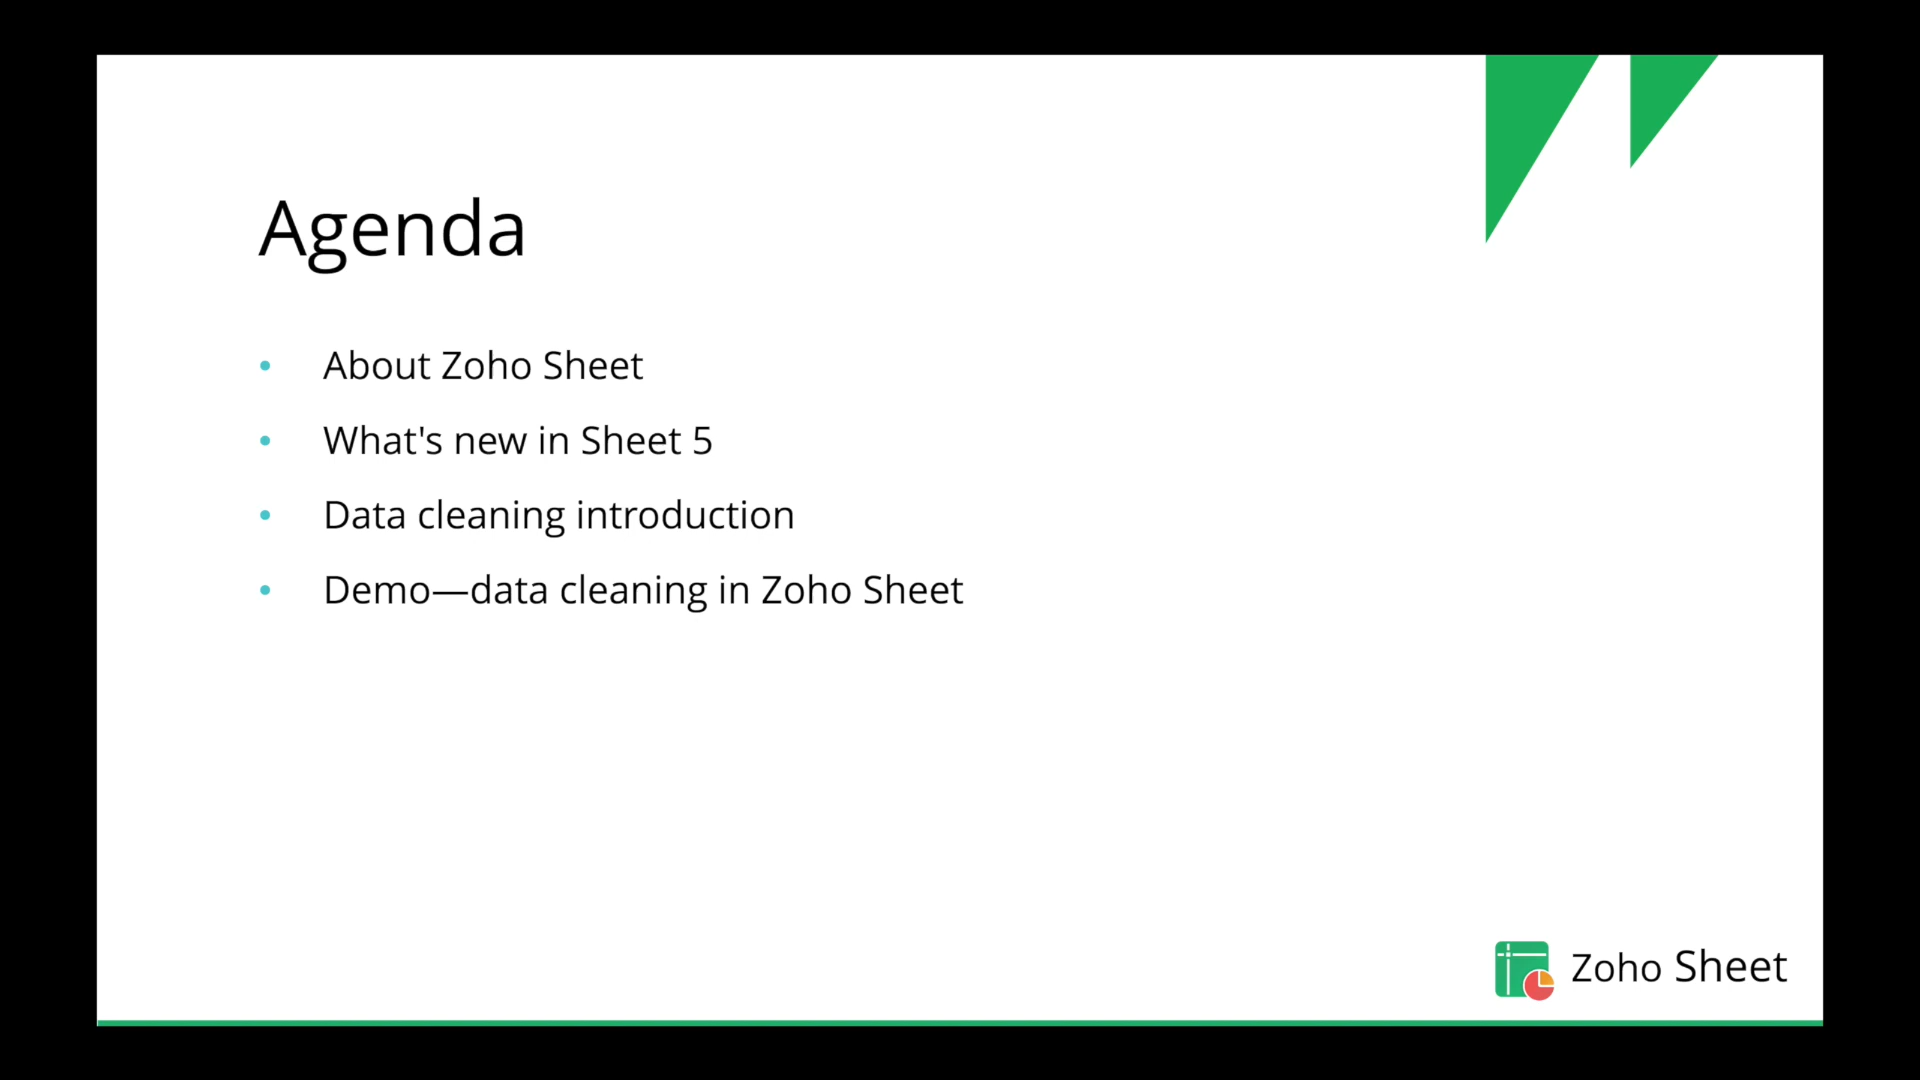 Agenda
• About Zoho Sheet
• What's new in Sheet 5
• Data cleaning introduction
• Demo—data cleaning in Zoho Sheet
Zoho Sheet